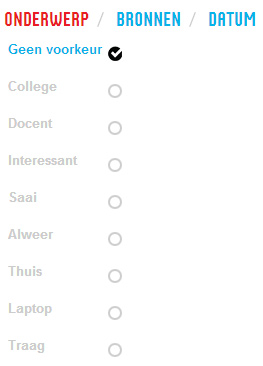 ONDERWERP / BRONNEN / DATUM
Geen voorkeur
College
Docent
Interessant
Saai
Alweer
Thuis
Laptop
Traag